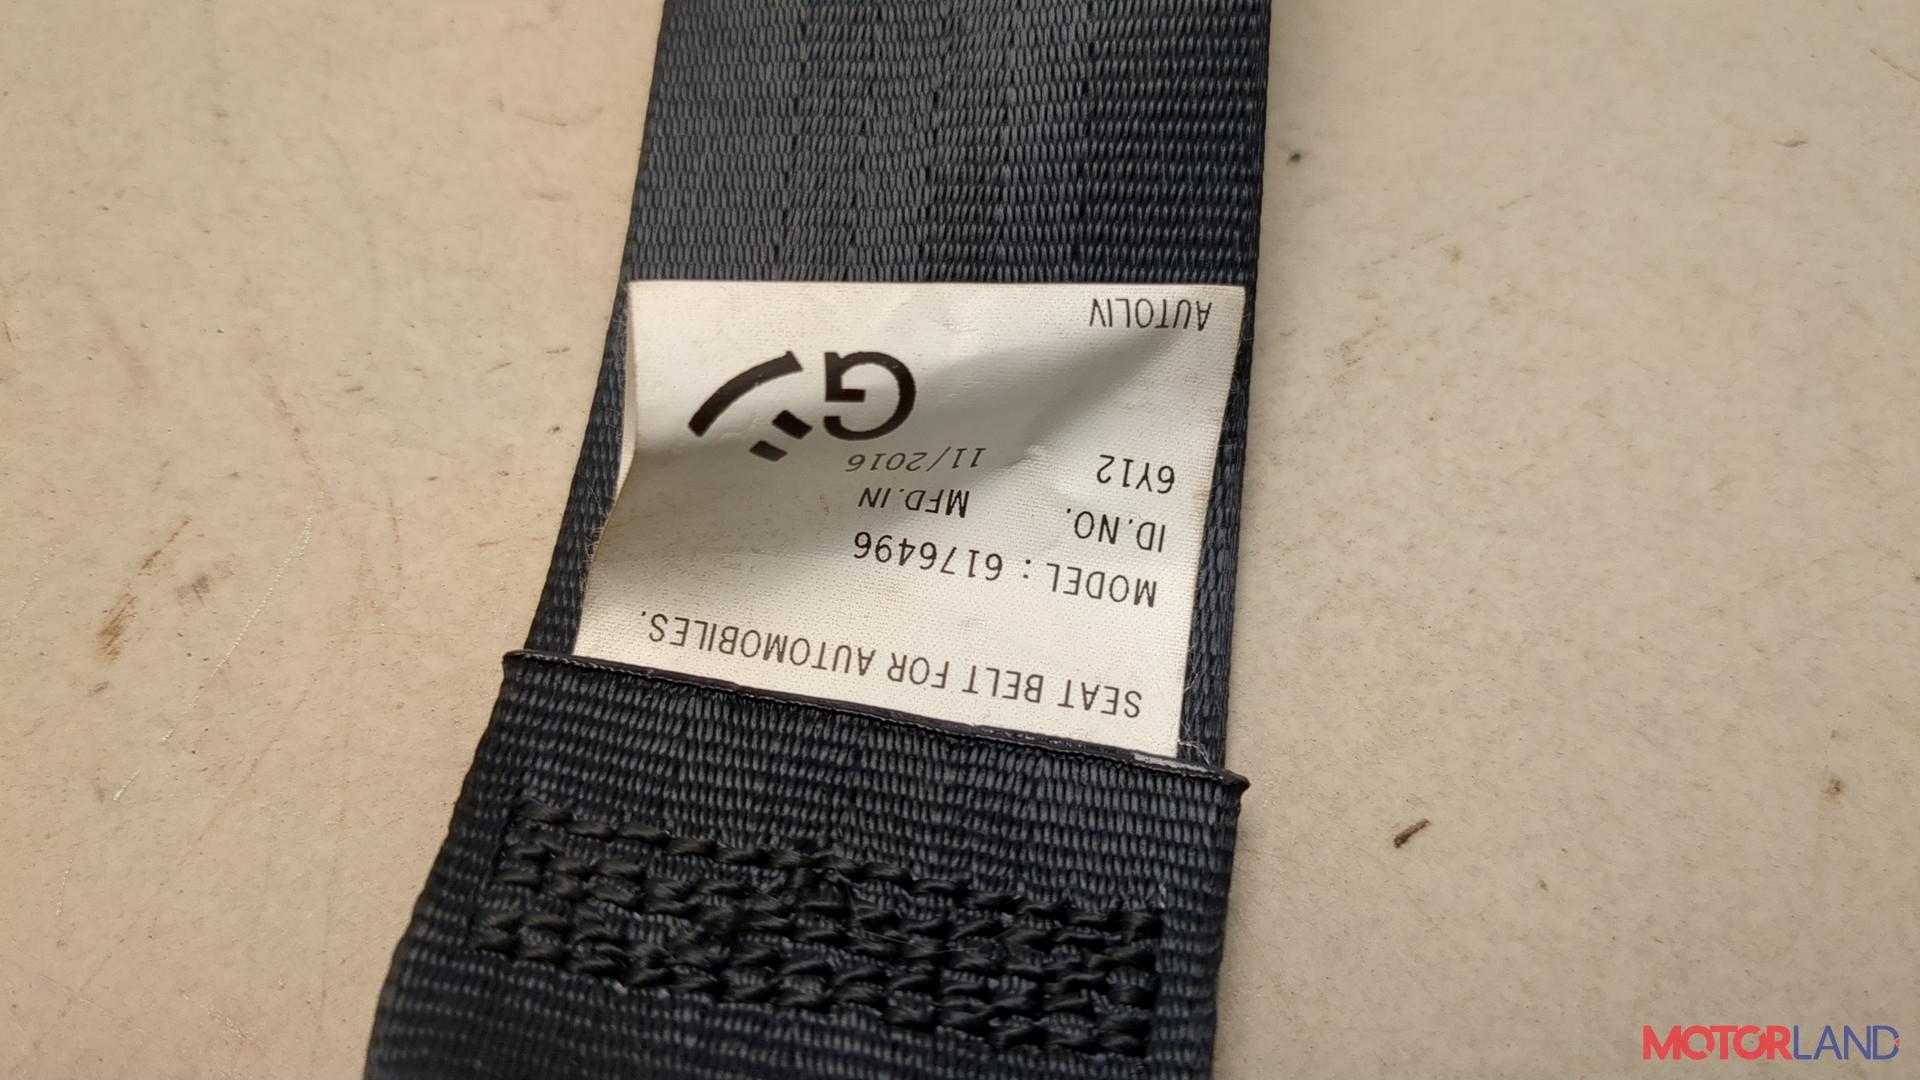 SEAT BELT FOR AUTOMOBILES.
MODEL : 6176496
ID.NO. MFD.IN
6Y12 11/2016
G
AUTOLIV
MOTORLAND